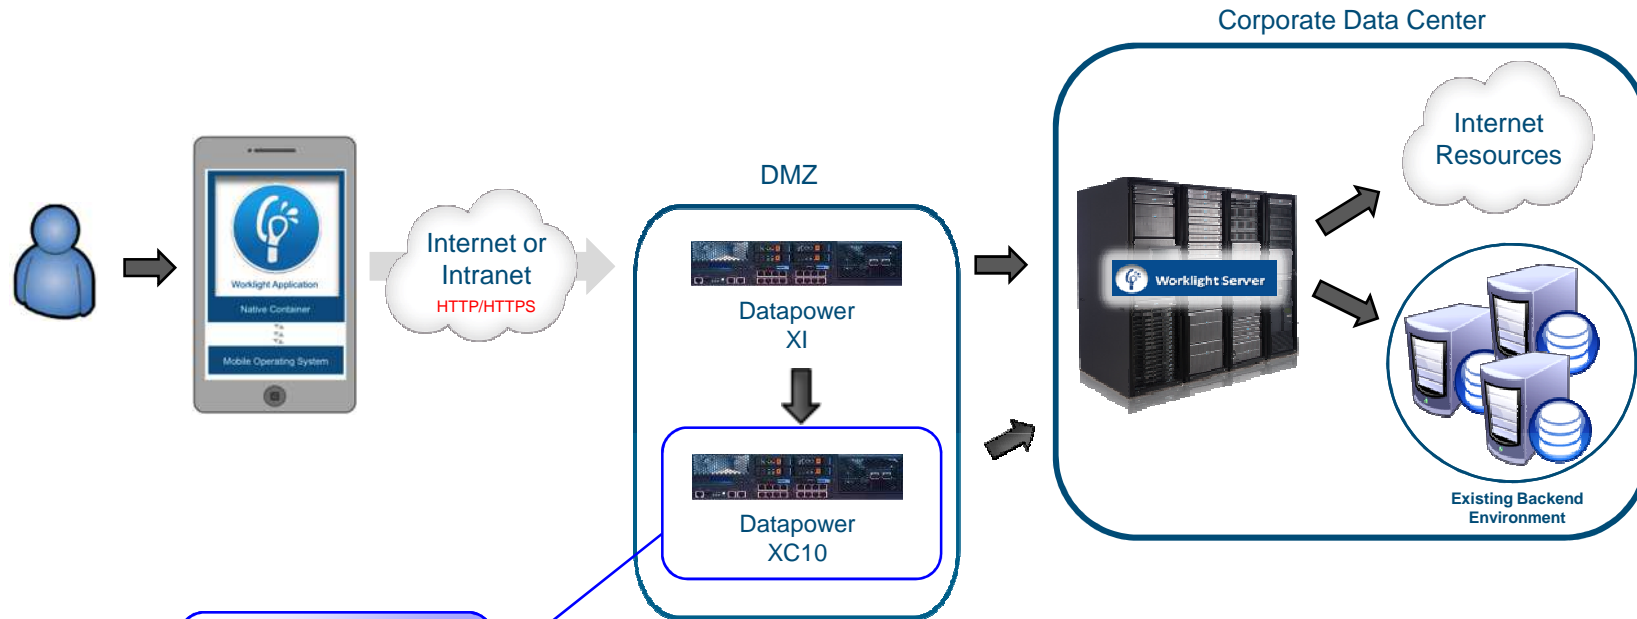 Corporate Data Center
Internet
Resources
DMZ
Internet or
Intranet
HTTP/HTTPS
Worklight Application
Native Container
Mobile Operating System
Datapower
XI
Worklight Server
Datapower
XC10
Existing Backend
Environment